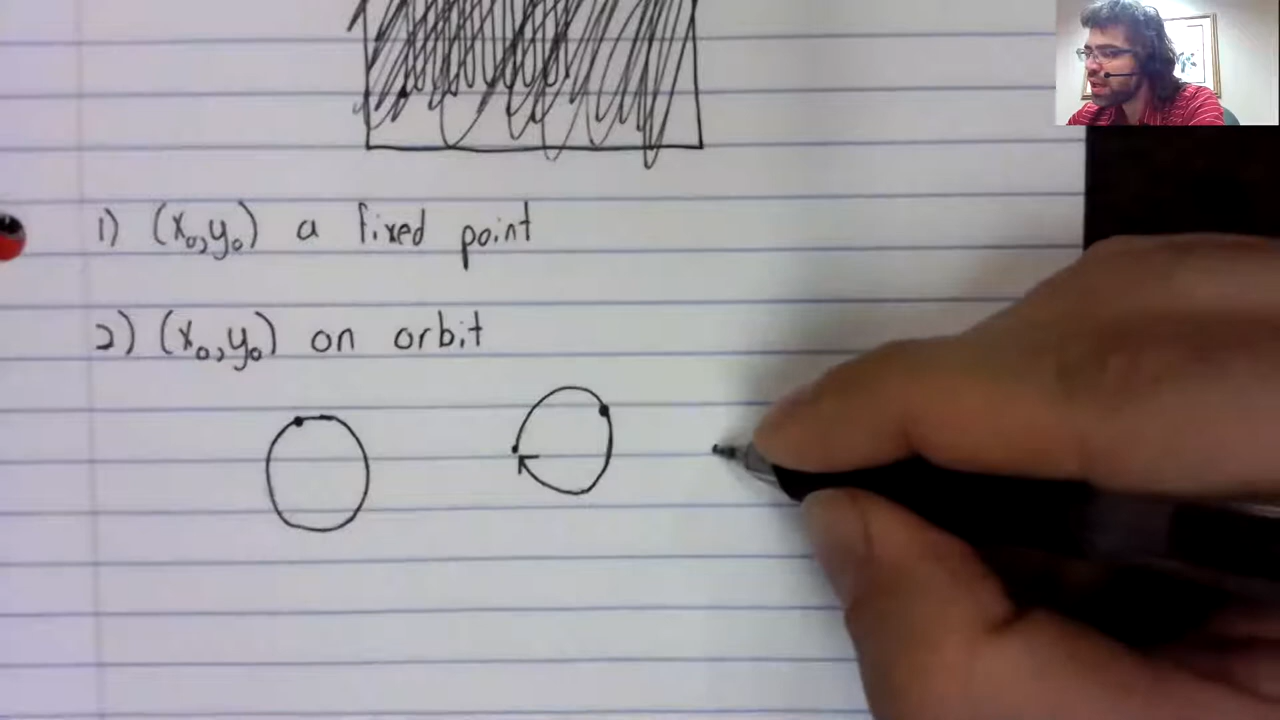 1) (x₀,y₀) a fixed point
2) (x₀,y₀) on orbit